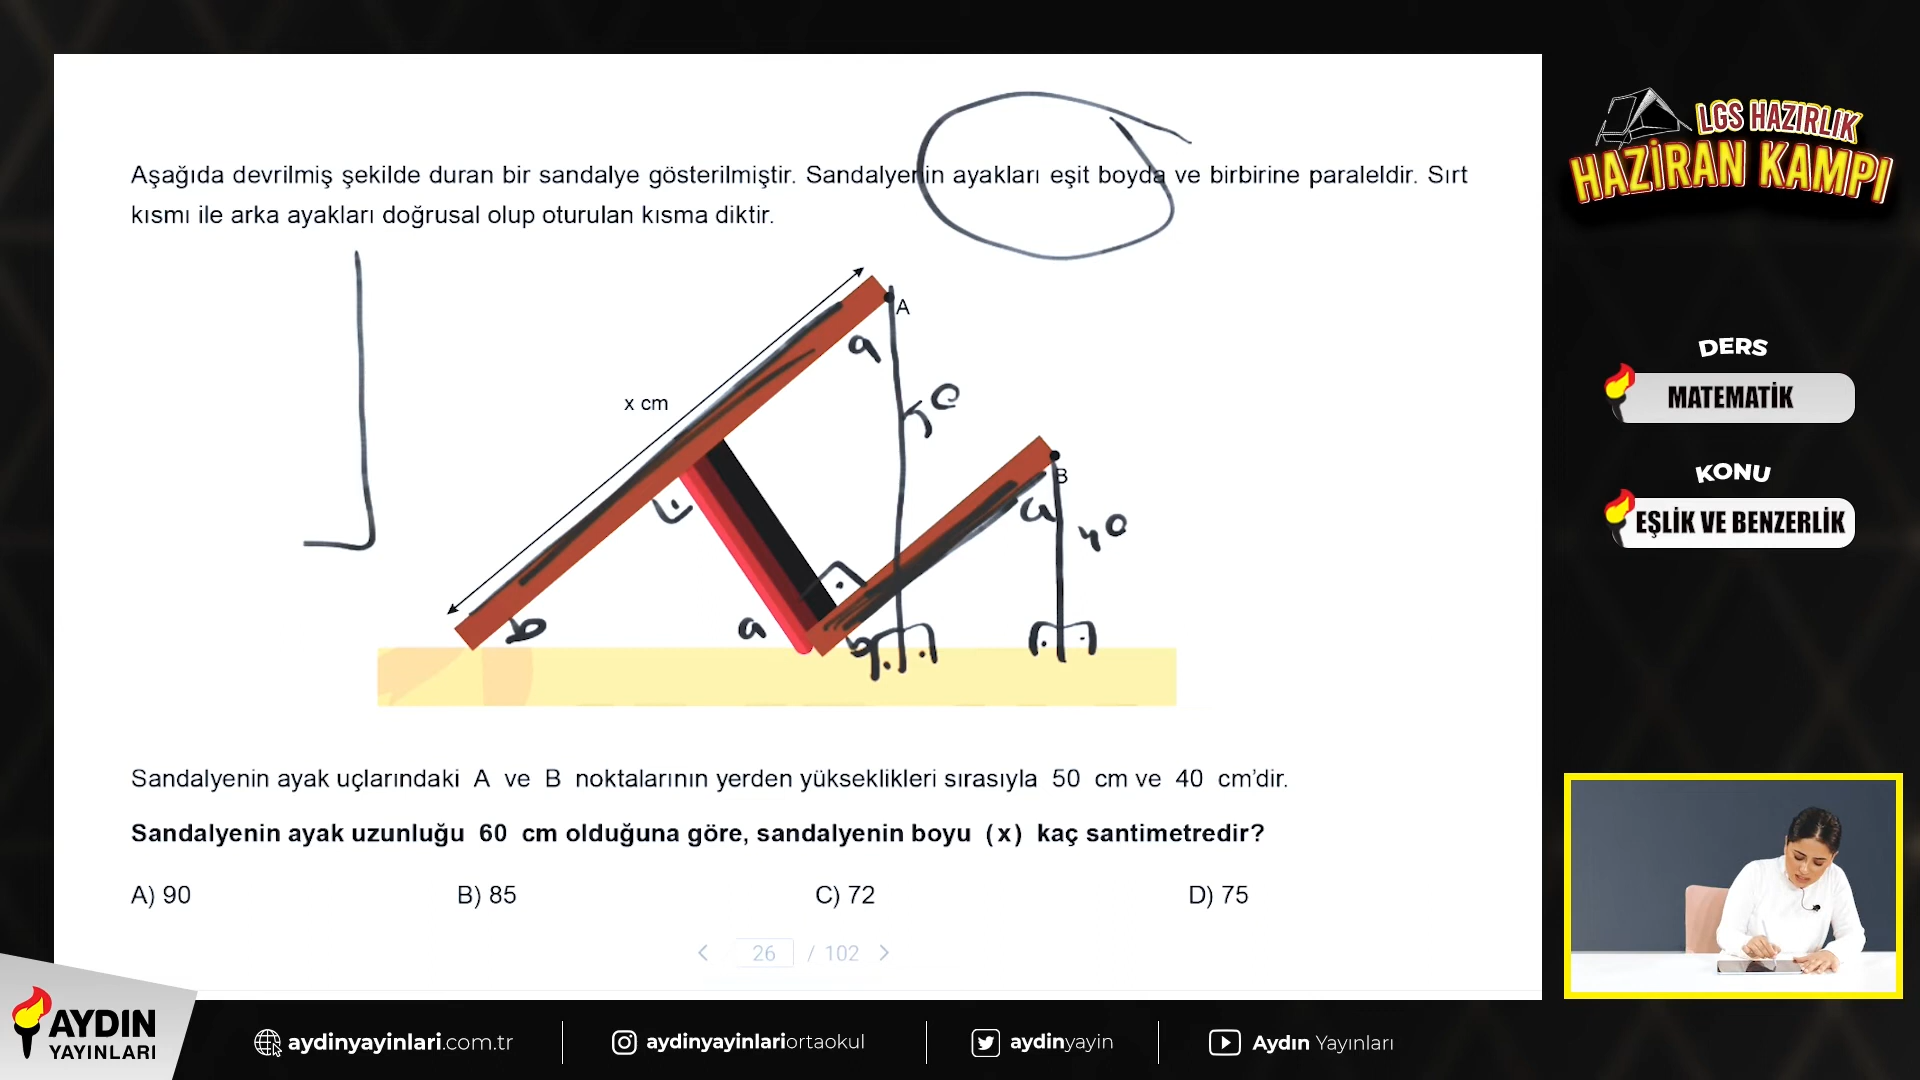 Aşağıda devrilmiş şekilde duran bir sandalye gösterilmiştir. Sandalyenin ayakları eşit boyda ve birbirine paraleldir. Sırt
kısmı ile arka ayakları doğrusal olup oturulan kısma diktir.
A
a
x cm
50
B
a
40
b
a
b
Sandalyenin ayak uçlarındaki A ve B noktalarının yerden yükseklikleri sırasıyla 50 cm ve 40 cm'dir.
Sandalyenin ayak uzunluğu 60 cm olduğuna göre, sandalyenin boyu (x) kaç santimetredir?
A) 90 B) 85 C) 72 D) 75
26 / 102
LGS HAZIRLIK
HAZİRAN KAMPI
DERS
MATEMATİK
KONU
EŞLİK VE BENZERLİK
AYDIN
YAYINLARI
aydinyayinlari.com.tr
aydinyayinlariortaokul
aydinyayin
Aydın Yayınları